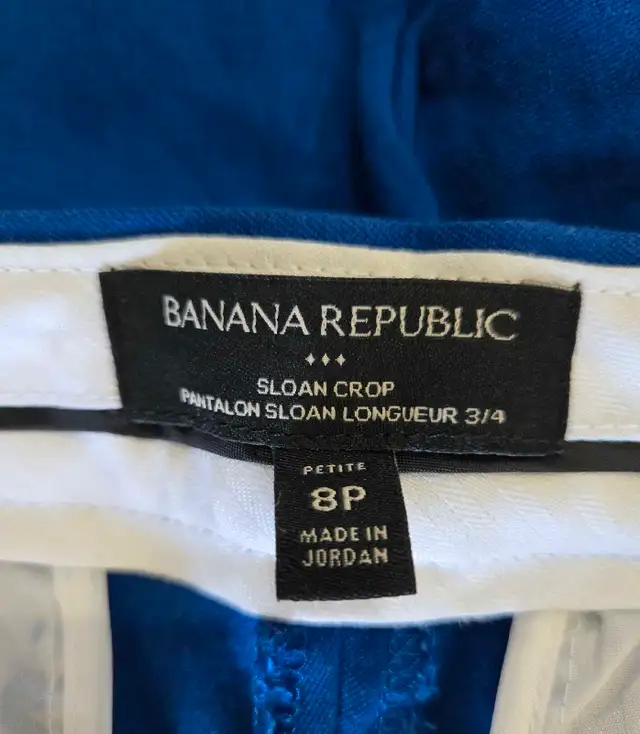 BANANA REPUBLIC
SLOAN CROP
PANTALON SLOAN LONGUEUR 3/4
PETITE
8P
MADE IN
JORDAN